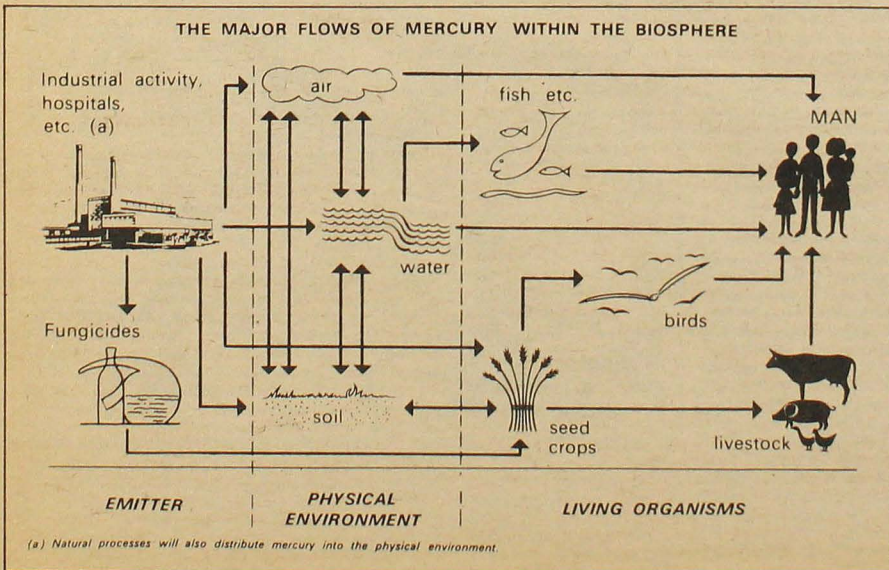 THE MAJOR FLOWS OF MERCURY WITHIN THE BIOSPHERE
Industrial activity,
hospitals,
etc. (a)
air
fish etc.
MAN
water
birds
Fungicides
soil
seed
crops
livestock
EMITTER
PHYSICAL
ENVIRONMENT
LIVING ORGANISMS
(a) Natural processes will also distribute mercury into the physical environment.